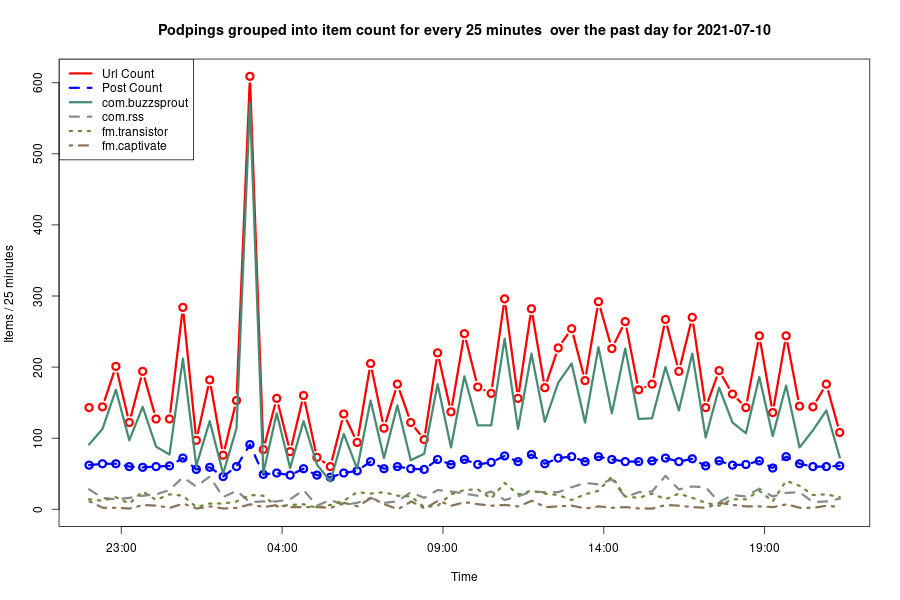 Podpings grouped into item count for every 25 minutes  over the past day for 2021-07-10
Url Count
Post Count
com.buzzsprout
com.rss
fm.transistor
fm.captivate
Items / 25 minutes
600
500
400
300
200
100
0
23:00
04:00
09:00
14:00
19:00
Time